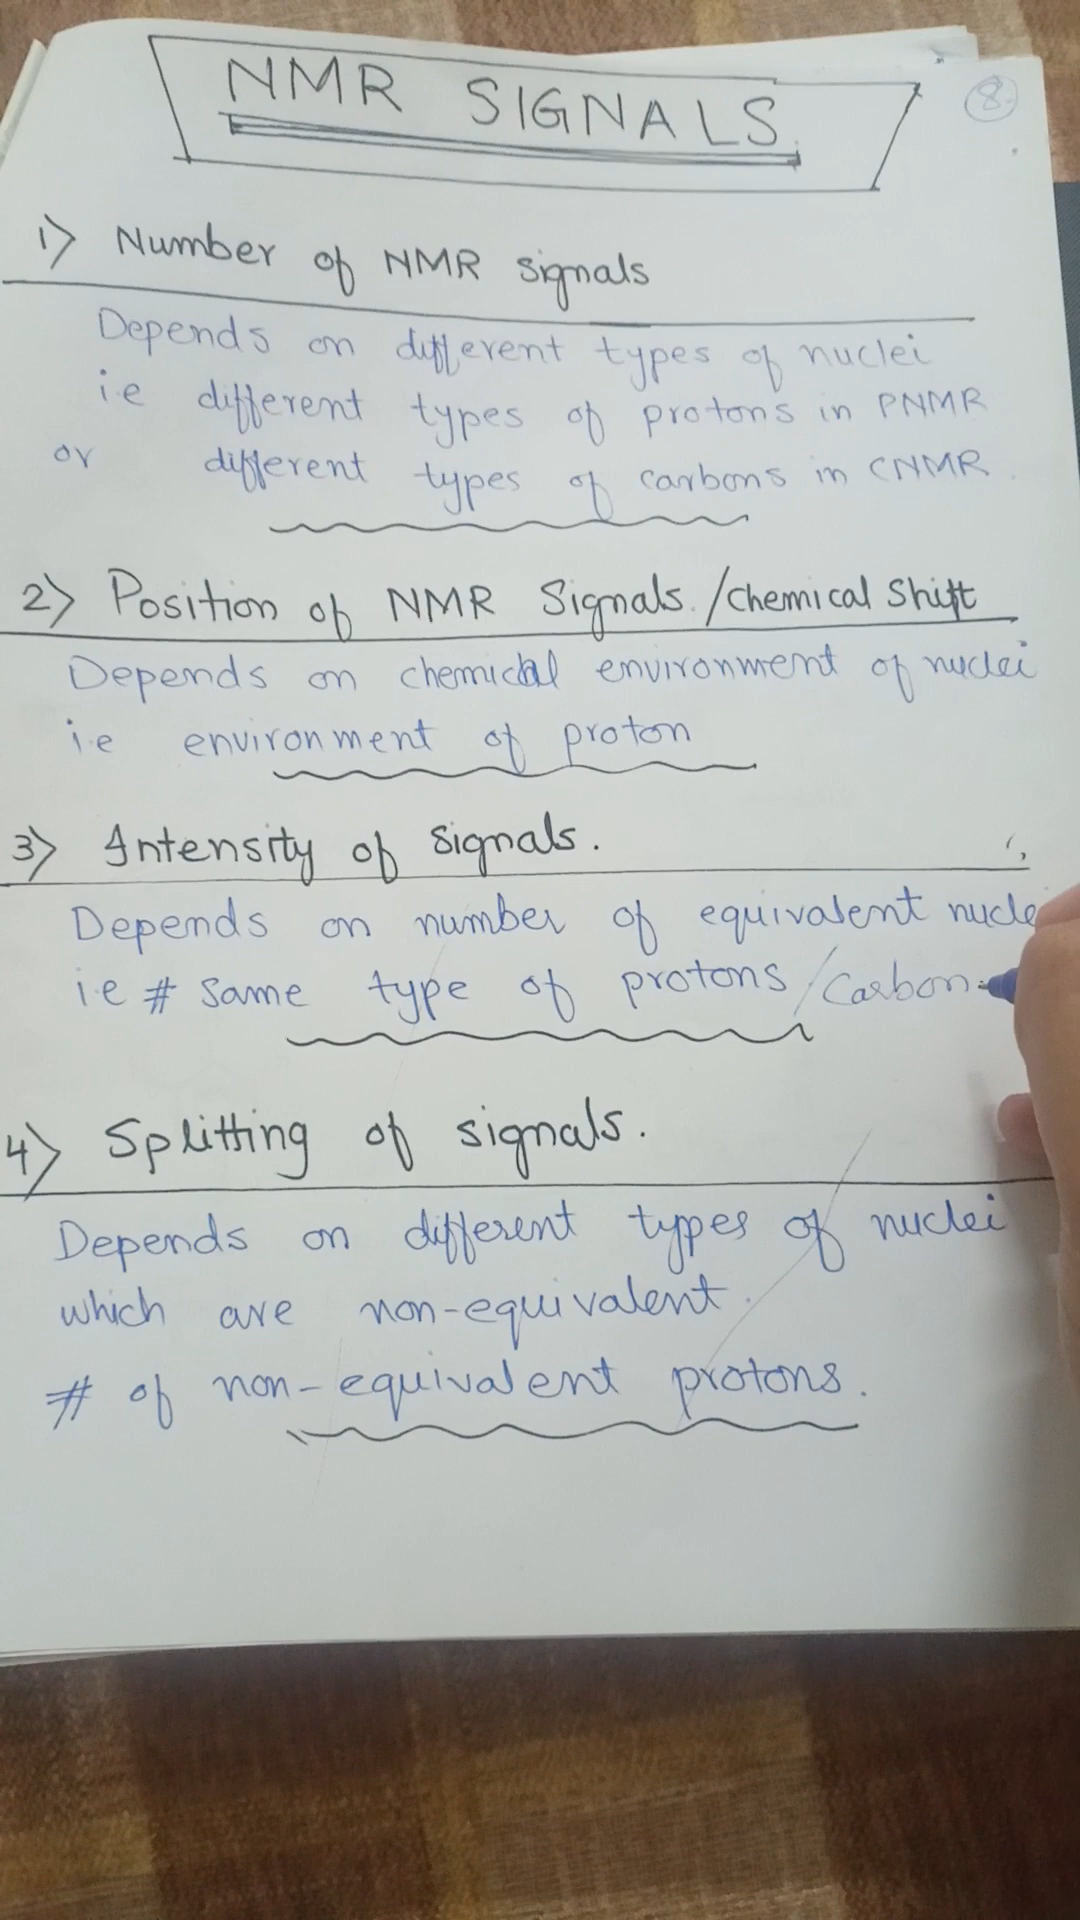 NMR SIGNALS.
8.
1) Number of NMR signals
Depends on different types of nuclei
i.e different types of protons in PNMR
or different types of carbons in CNMR.
2) Position of NMR Signals./Chemical Shift
Depends on chemical environment of nuclei
i.e environment of proton
3) Intensity of Signals.
Depends on number of equivalent nucle
i.e # Same type of protons/Carbon
4) Splitting of signals.
Depends on different types of nuclei
which are non-equivalent.
# of non-equivalent protons.